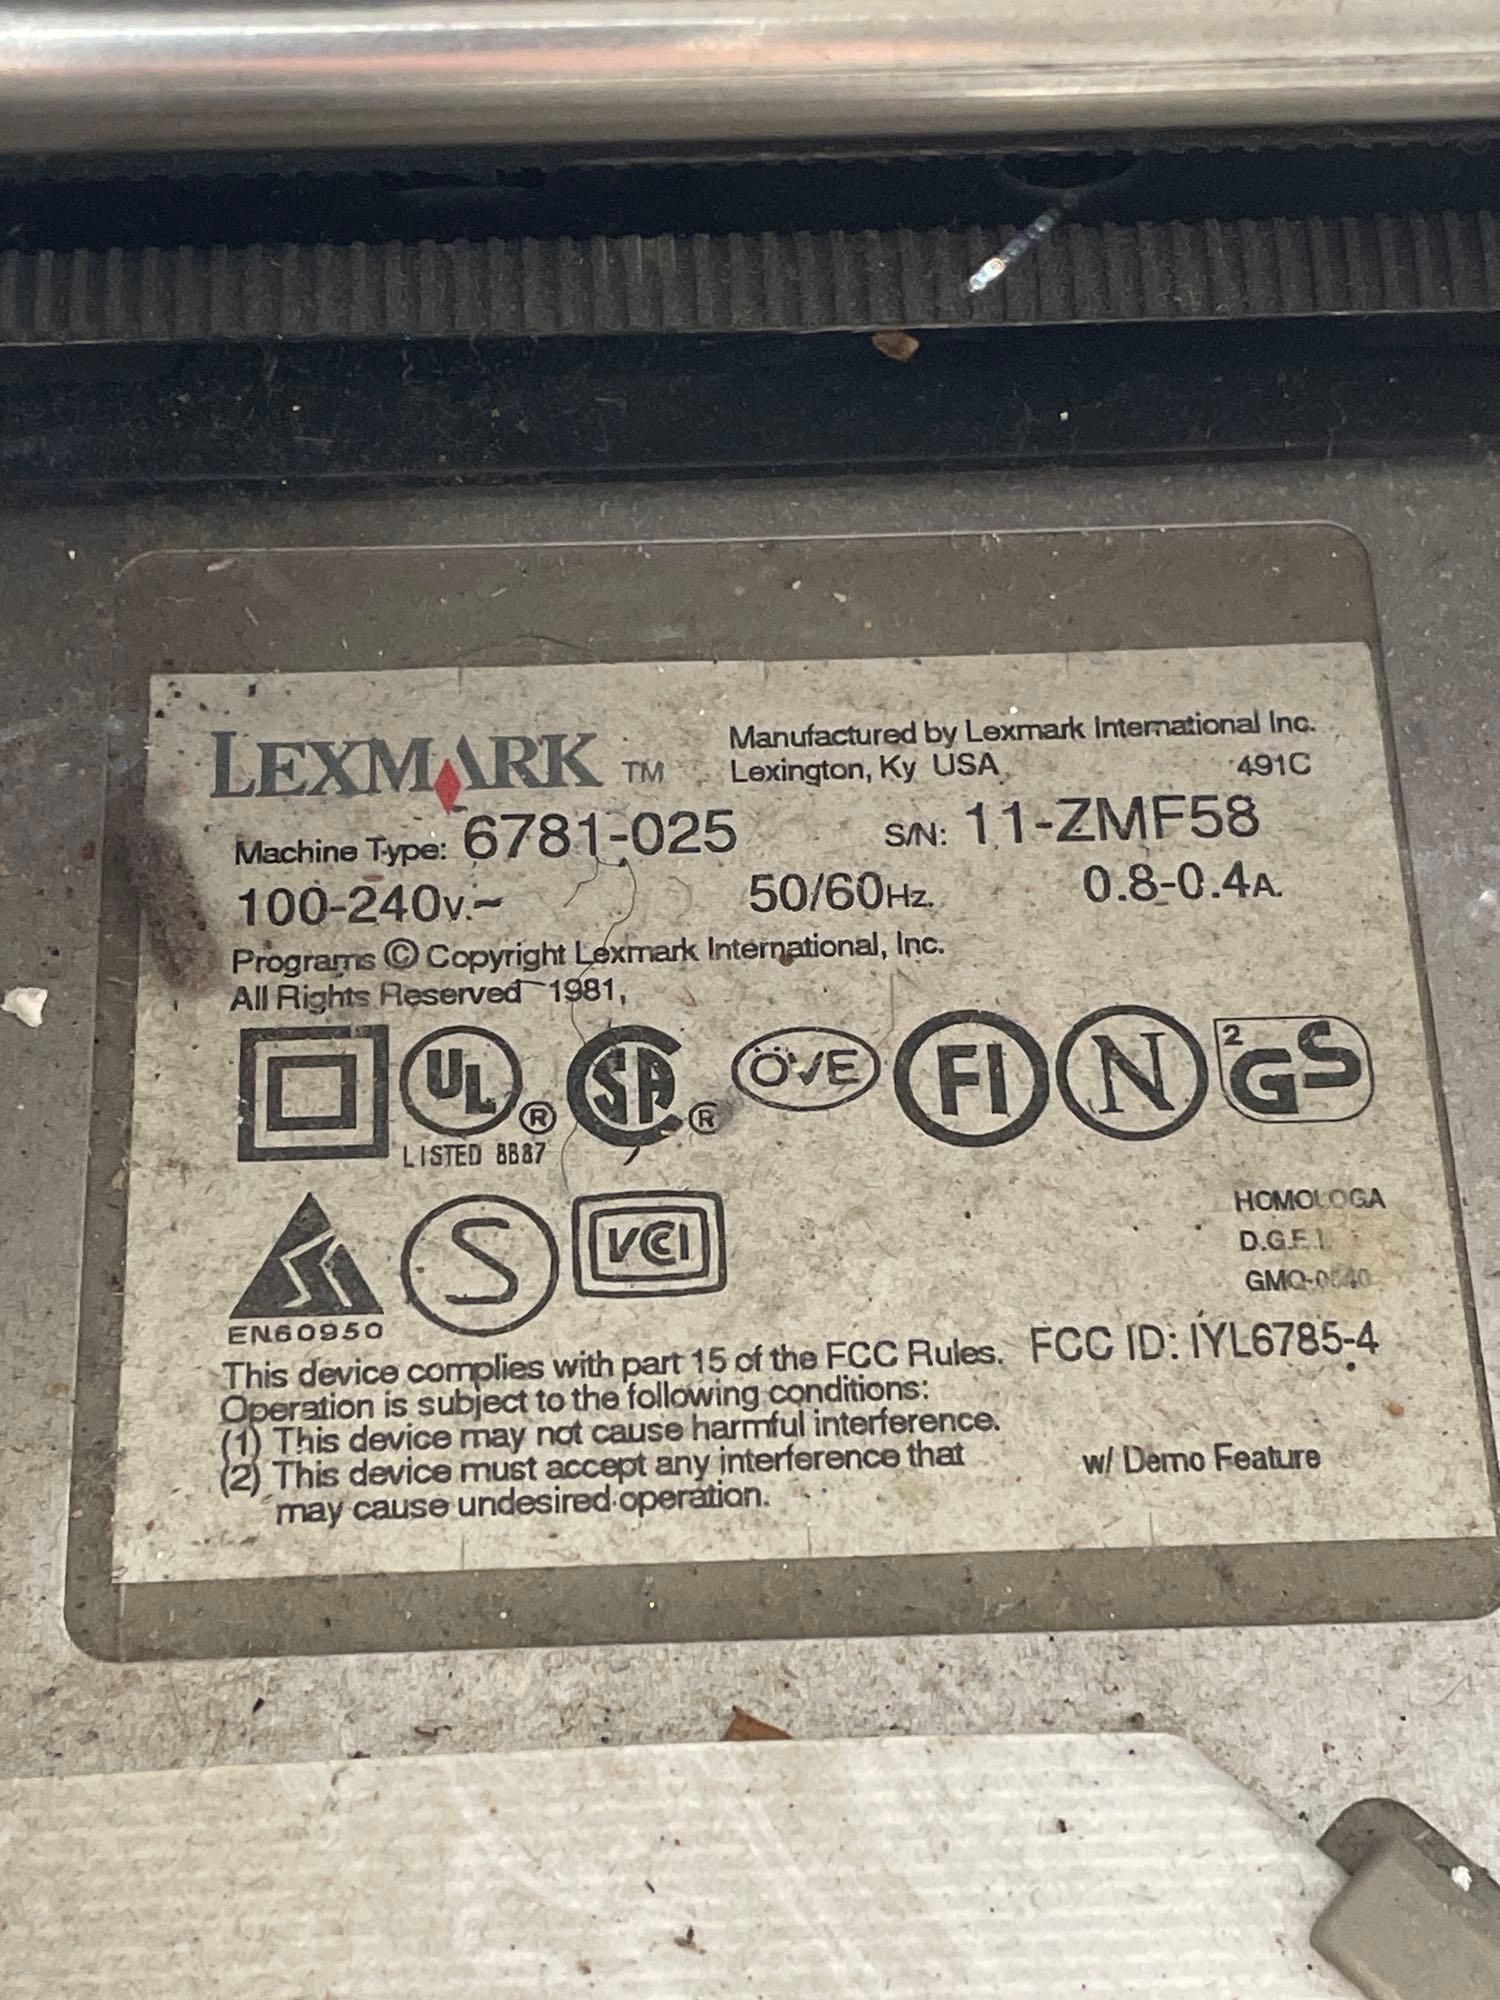 LEXMARK TM
Manufactured by Lexmark International Inc.
Lexington, Ky USA 491C
Machine Type: 6781-025 S/N: 11-ZMF58
100-240v.~ 50/60Hz. 0.8-0.4A.
Programs © Copyright Lexmark International, Inc.
All Rights Reserved 1981,
UL ® SA ® ÖVE FI N 2 GS
LISTED 8B87
S VCCI
EN60950
HOMOLOGA
GMQ-0840
This device complies with part 15 of the FCC Rules. FCC ID: IYL6785-4
Operation is subject to the following conditions:
(1) This device may not cause harmful interference.
(2) This device must accept any interference that w/ Demo Feature
may cause undesired operation.